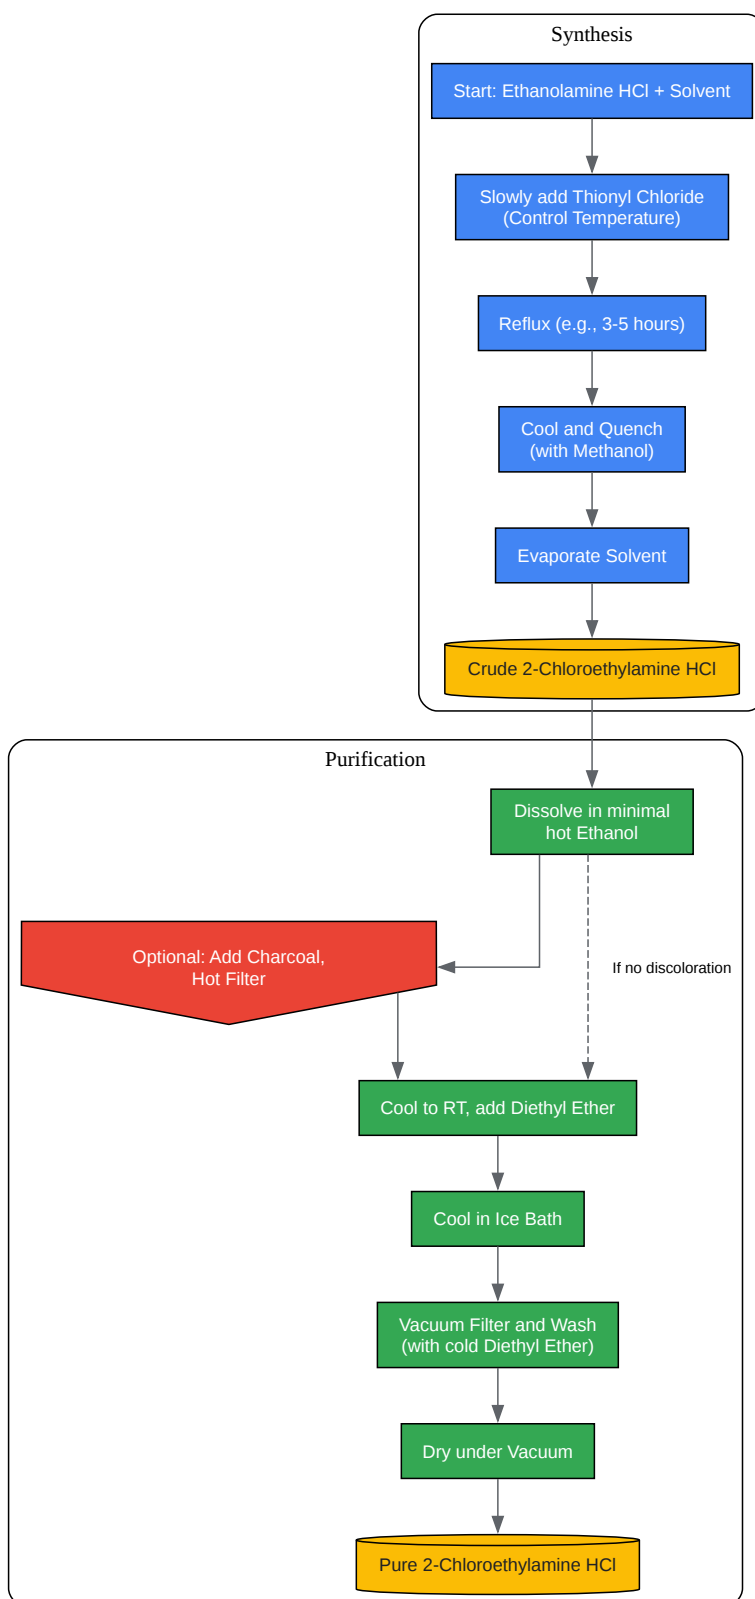 Synthesis
Start: Ethanolamine HCl + Solvent
Slowly add Thionyl Chloride
(Control Temperature)
Reflux (e.g., 3-5 hours)
Cool and Quench
(with Methanol)
Evaporate Solvent
Crude 2-Chloroethylamine HCl
Purification
Dissolve in minimal
hot Ethanol
Optional: Add Charcoal,
Hot Filter
If no discoloration
Cool to RT, add Diethyl Ether
Cool in Ice Bath
Vacuum Filter and Wash
(with cold Diethyl Ether)
Dry under Vacuum
Pure 2-Chloroethylamine HCl